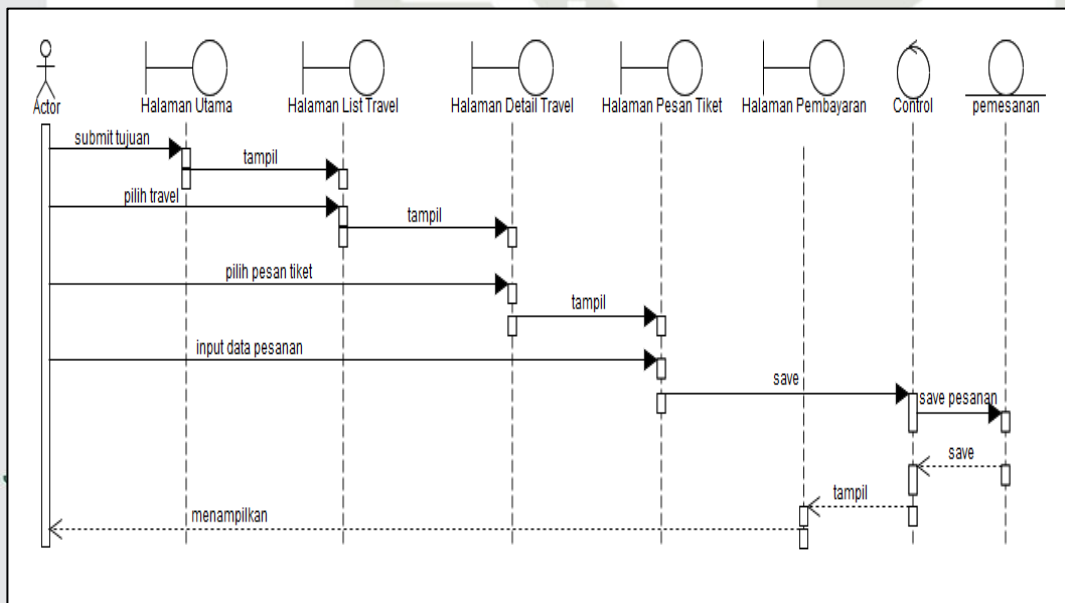 Actor
Halaman Utama
Halaman List Travel
Halaman Detail Travel
Halaman Pesan Tiket
Halaman Pembayaran
Control
pemesanan
submit tujuan
tampil
pilih travel
tampil
pilih pesan tiket
tampil
input data pesanan
save
save pesanan
save
tampil
menampilkan